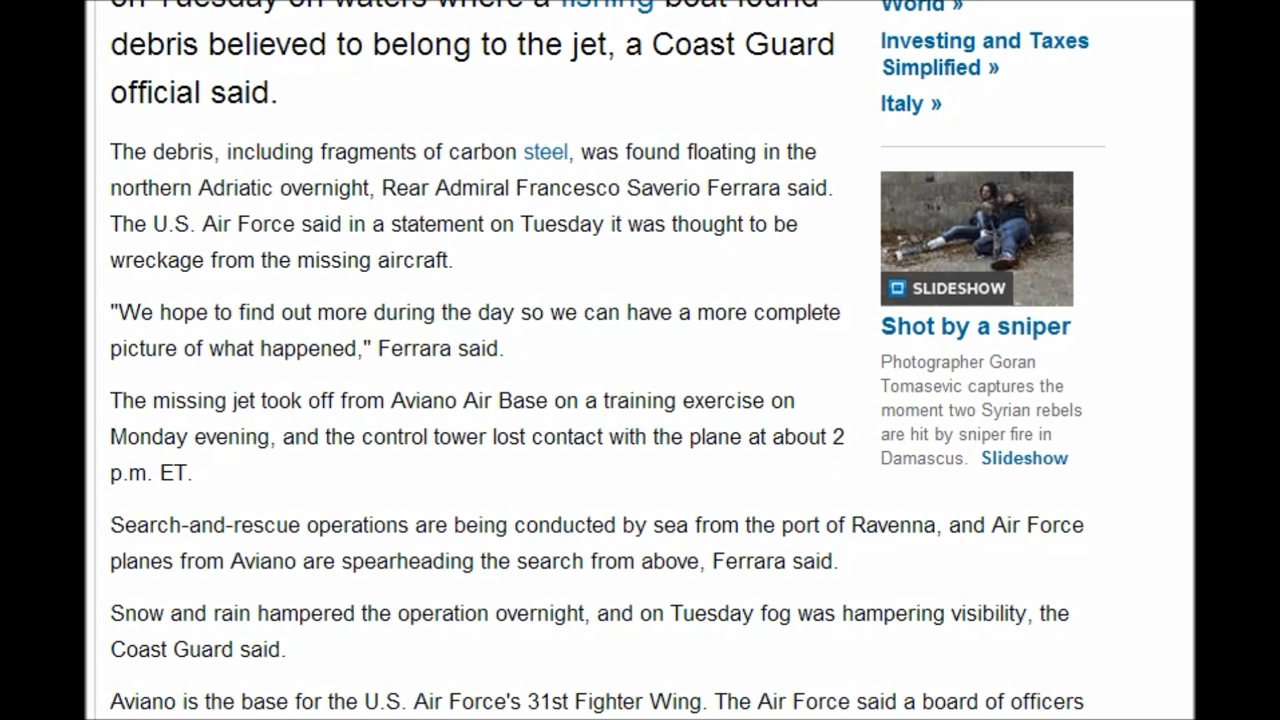 on Tuesday on waters where a fishing boat found
debris believed to belong to the jet, a Coast Guard
official said.
The debris, including fragments of carbon steel, was found floating in the
northern Adriatic overnight, Rear Admiral Francesco Saverio Ferrara said.
The U.S. Air Force said in a statement on Tuesday it was thought to be
wreckage from the missing aircraft.
"We hope to find out more during the day so we can have a more complete
picture of what happened," Ferrara said.
The missing jet took off from Aviano Air Base on a training exercise on
Monday evening, and the control tower lost contact with the plane at about 2
p.m. ET.
Search-and-rescue operations are being conducted by sea from the port of Ravenna, and Air Force
planes from Aviano are spearheading the search from above, Ferrara said.
Snow and rain hampered the operation overnight, and on Tuesday fog was hampering visibility, the
Coast Guard said.
Aviano is the base for the U.S. Air Force's 31st Fighter Wing. The Air Force said a board of officers
World »
Investing and Taxes
Simplified »
Italy »
SLIDESHOW
Shot by a sniper
Photographer Goran
Tomasevic captures the
moment two Syrian rebels
are hit by sniper fire in
Damascus. Slideshow